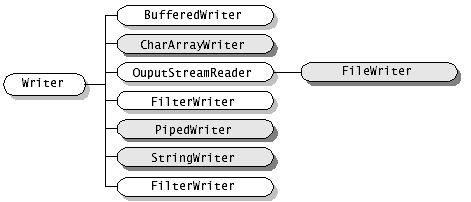 BufferedWriter
CharArrayWriter
OuputStreamReader
FileWriter
Writer
FilterWriter
PipedWriter
StringWriter
FilterWriter